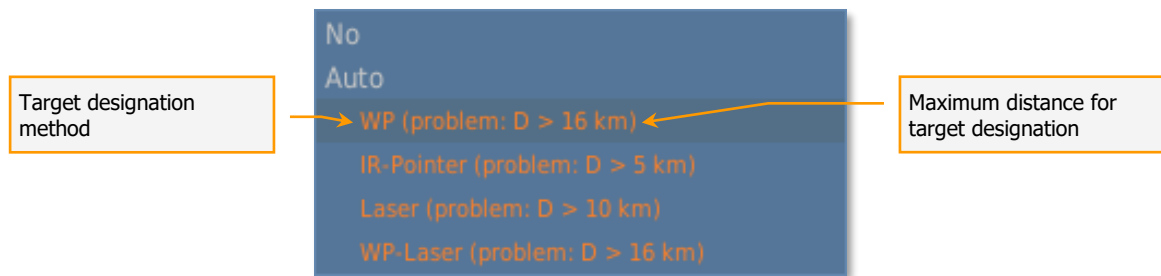 No
Auto
Target designation
method
WP (problem: D > 16 km)
Maximum distance for
target designation
IR-Pointer (problem: D > 5 km)
Laser (problem: D > 10 km)
WP-Laser (problem: D > 16 km)